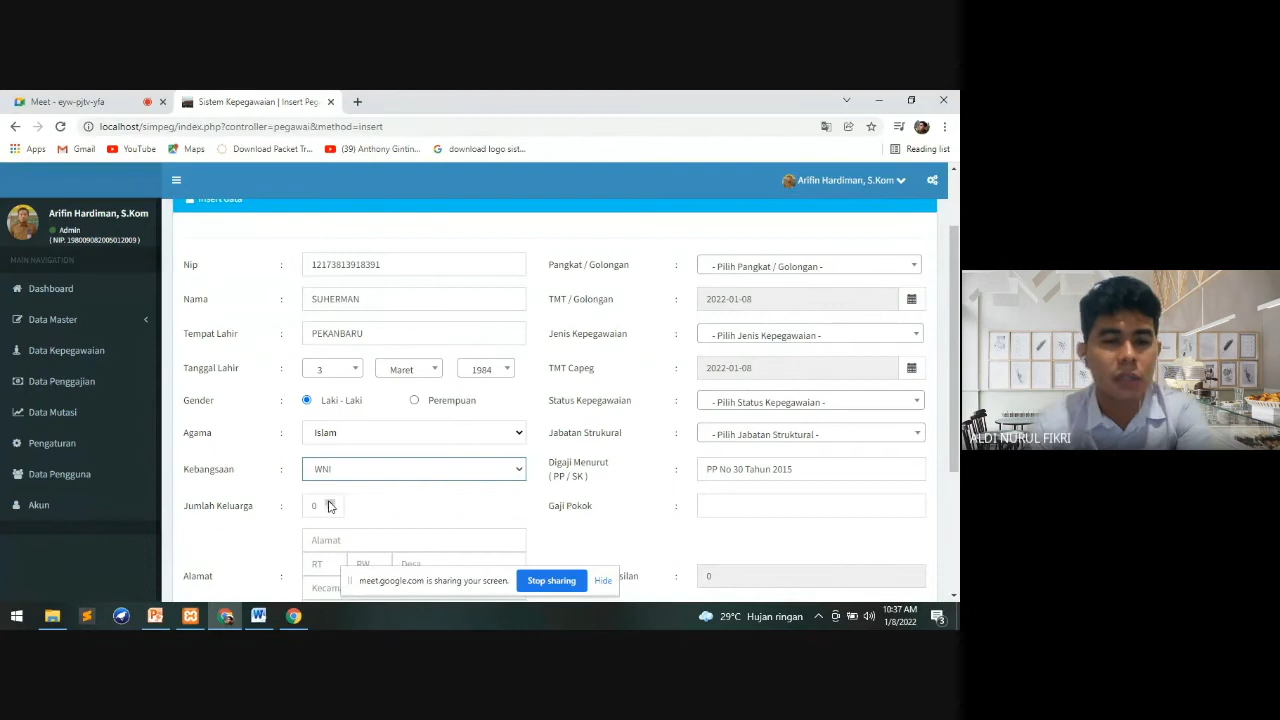 Meet - eyw-pjtv-yfa
Sistem Kepegawaian | Insert Peg
localhost/simpeg/index.php?controller=pegawai&method=insert
Apps Gmail YouTube Maps Download Packet Tr... (39) Anthony Gintin... download logo sist... Reading list
Arifin Hardiman, S.Kom
Insert data
Arifin Hardiman, S.Kom
Admin
( NIP. 198009082005012009 )
MAIN NAVIGATION
Dashboard
Data Master
Data Kepegawaian
Data Penggajian
Data Mutasi
Pengaturan
Data Pengguna
Akun
Nip : 12173813918391
Nama : SUHERMAN
Tempat Lahir : PEKANBARU
Tanggal Lahir : 3 Maret 1984
Gender : Laki - Laki Perempuan
Agama : Islam
Kebangsaan : WNI
Jumlah Keluarga : 0
Alamat
RT RW Desa
Alamat :
Kecam
Pangkat / Golongan : - Pilih Pangkat / Golongan -
TMT / Golongan : 2022-01-08
Jenis Kepegawaian : - Pilih Jenis Kepegawaian -
TMT Capeg : 2022-01-08
Status Kepegawaian : - Pilih Status Kepegawaian -
Jabatan Strukural : - Pilih Jabatan Struktural -
Digaji Menurut
( PP / SK ) : PP No 30 Tahun 2015
Gaji Pokok :
silan : 0
meet.google.com is sharing your screen. Stop sharing Hide
29°C Hujan ringan
10:37 AM
1/8/2022
3
ALDI NURUL FIKRI